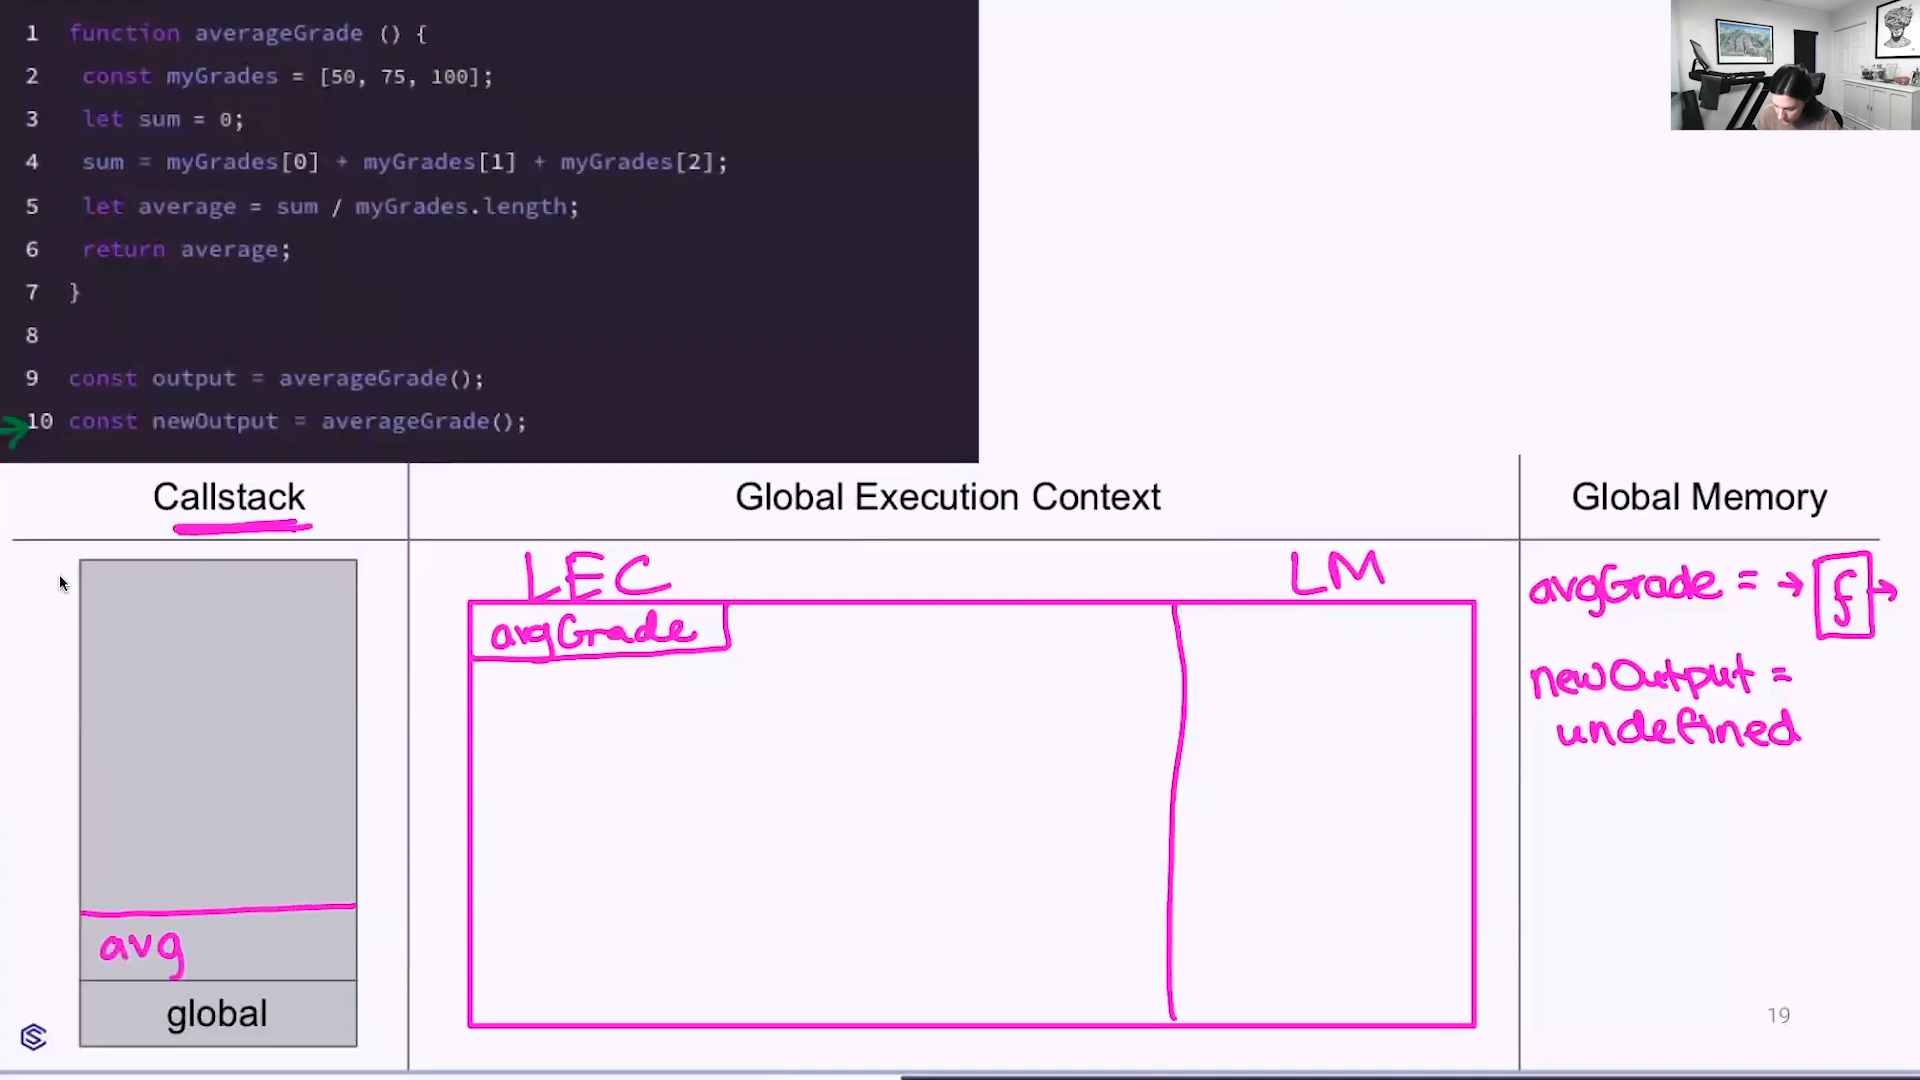 1 function averageGrade () {
2 const myGrades = [50, 75, 100];
3 let sum = 0;
4 sum = myGrades[0] + myGrades[1] + myGrades[2];
5 let average = sum / myGrades.length;
6 return average;
7 }
8
9 const output = averageGrade();
10 const newOutput = averageGrade();
Callstack
Global Execution Context
Global Memory
LEC
LM
avgGrade
avgGrade = → f →
newOutput =
undefined
avg
global
19